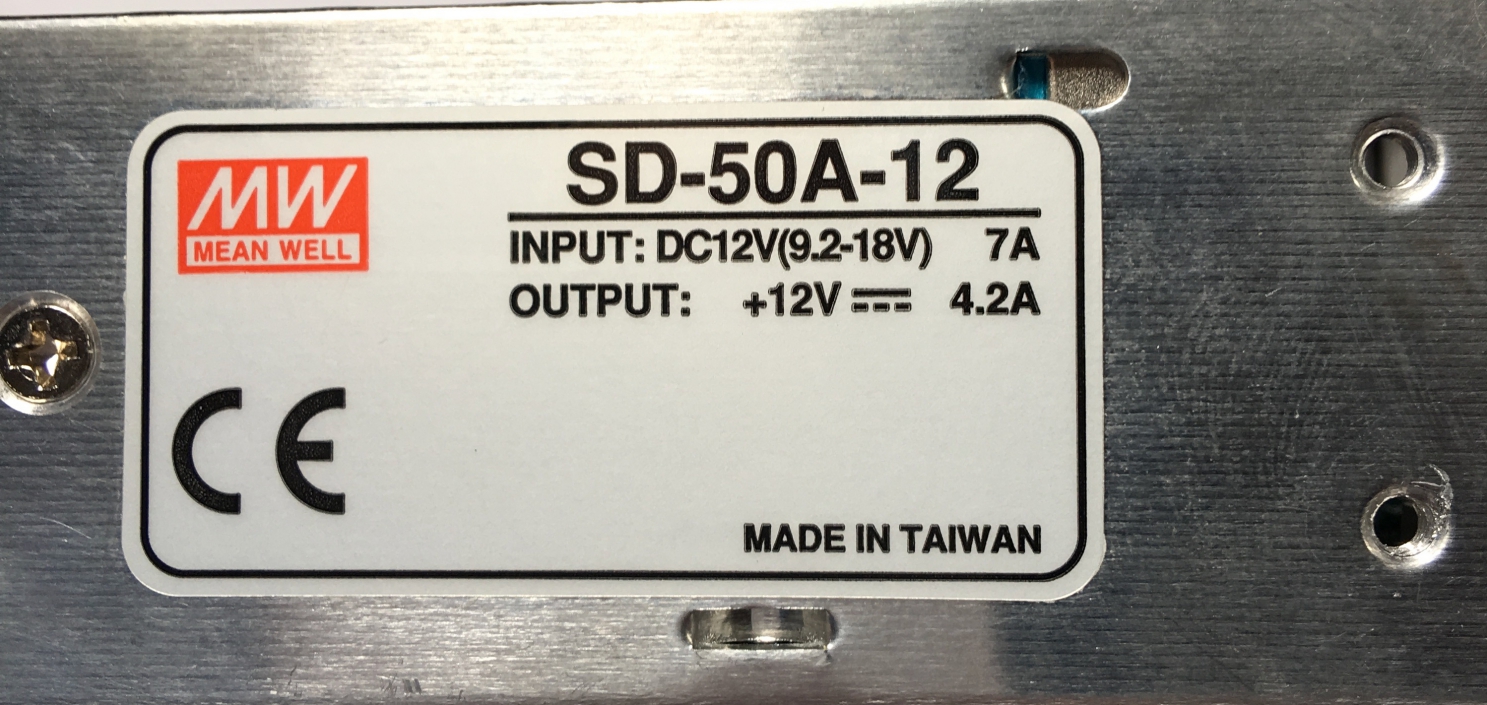 MW
MEAN WELL
SD-50A-12
INPUT: DC12V(9.2-18V) 7A
OUTPUT: +12V ⎓ 4.2A
CE
MADE IN TAIWAN